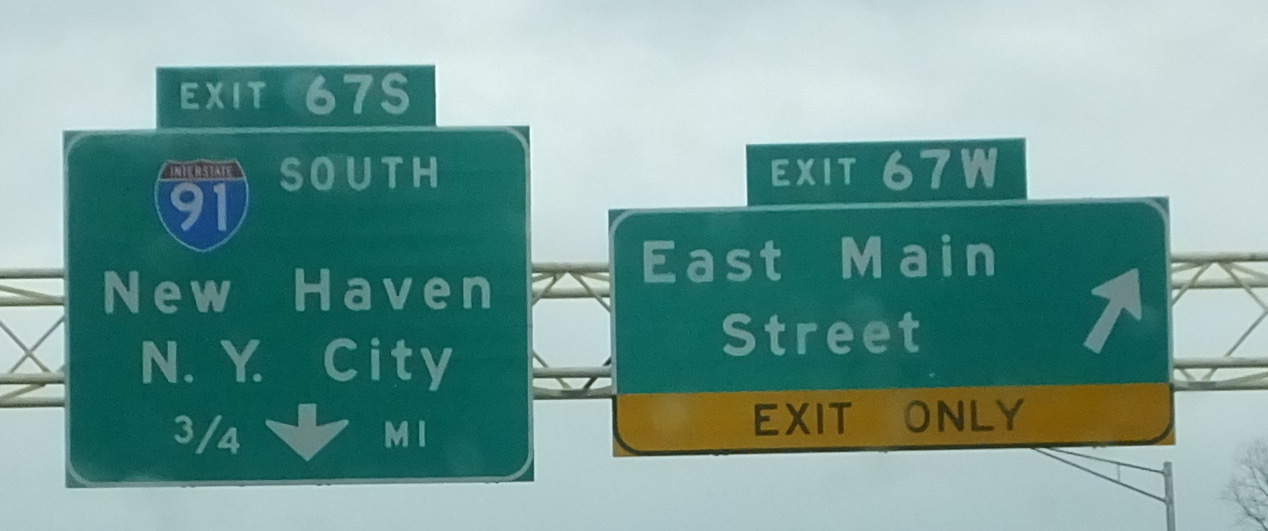 EXIT 67S
INTERSTATE
91 SOUTH
New Haven
N. Y. City
3/4 MI
EXIT 67W
East Main
Street
EXIT ONLY